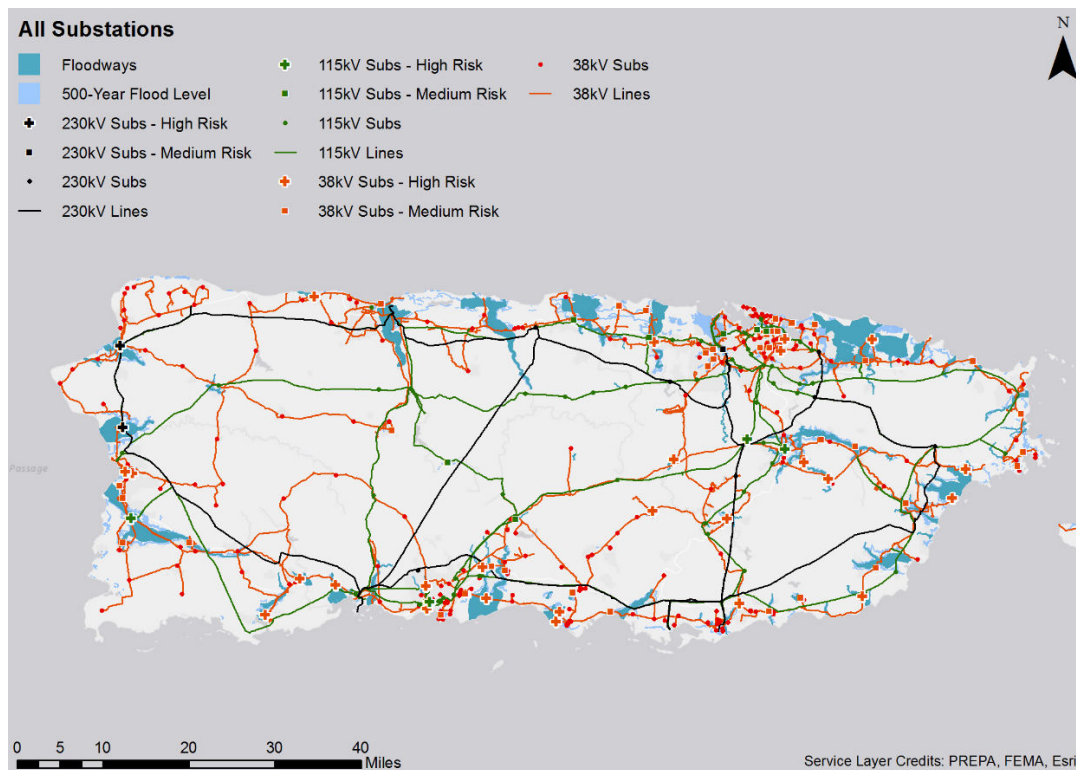 All Substations
Floodways
500-Year Flood Level
230kV Subs - High Risk
230kV Subs - Medium Risk
230kV Subs
230kV Lines
115kV Subs - High Risk
115kV Subs - Medium Risk
115kV Subs
115kV Lines
38kV Subs - High Risk
38kV Subs - Medium Risk
38kV Subs
38kV Lines
N
Passage
0 5 10 20 30 40
Miles
Service Layer Credits: PREPA, FEMA, Esri